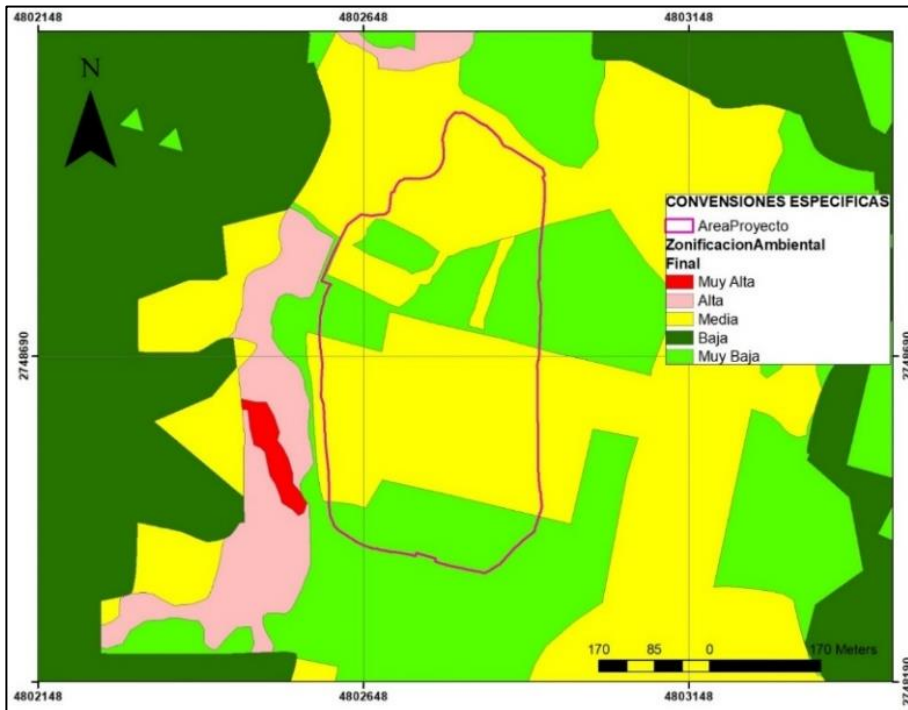 4802148 4802648 4803148
N
CONVENSIONES ESPECIFICAS
AreaProyecto
ZonificacionAmbiental
Final
Muy Alta
Alta
Media
Baja
Muy Baja
2748690 2748690
170 85 0 170 Meters
2748190
4802148 4802648 4803148